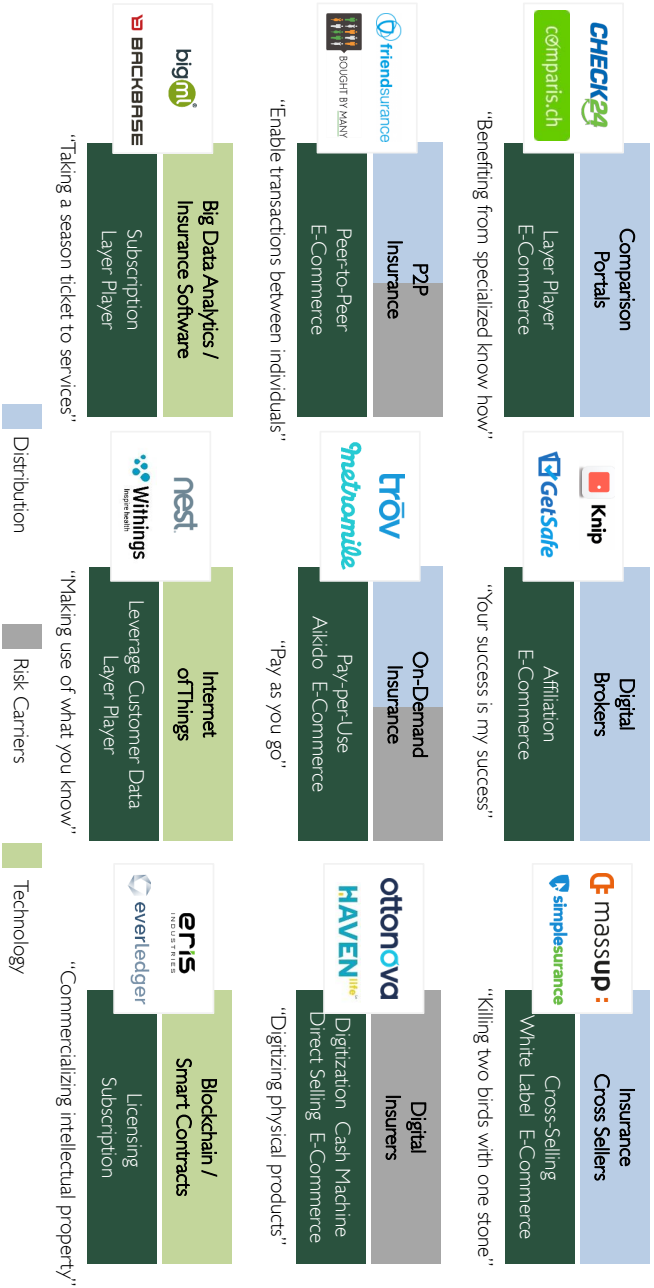 CHECK24
comparis.ch
Comparison
Portals
Layer Player
E-Commerce
“Benefiting from specialized know how”
Knip
GetSafe
Digital
Brokers
Affiliation
E-Commerce
“Your success is my success”
massup:
simplesurance
Insurance
Cross Sellers
Cross-Selling
White Label E-Commerce
“Killing two birds with one stone”
friendsurance
BOUGHT BY MANY
P2P
Insurance
Peer-to-Peer
E-Commerce
“Enable transactions between individuals”
trōv
metromile
On-Demand
Insurance
Pay-per-Use
Aikido E-Commerce
“Pay as you go”
ottonova
HAVEN life™
Digital
Insurers
Digitization Cash Machine
Direct Selling E-Commerce
“Digitizing physical products”
bigml®
BACKBASE
Big Data Analytics /
Insurance Software
Subscription
Layer Player
“Taking a season ticket to services”
nest
Withings
Inspire health
Internet
ofThings
Leverage Customer Data
Layer Player
“Making use of what you know”
eris
INDUSTRIES
everledger
Blockchain /
Smart Contracts
Licensing
Subscription
“Commercializing intellectual property”
Distribution
Risk Carriers
Technology